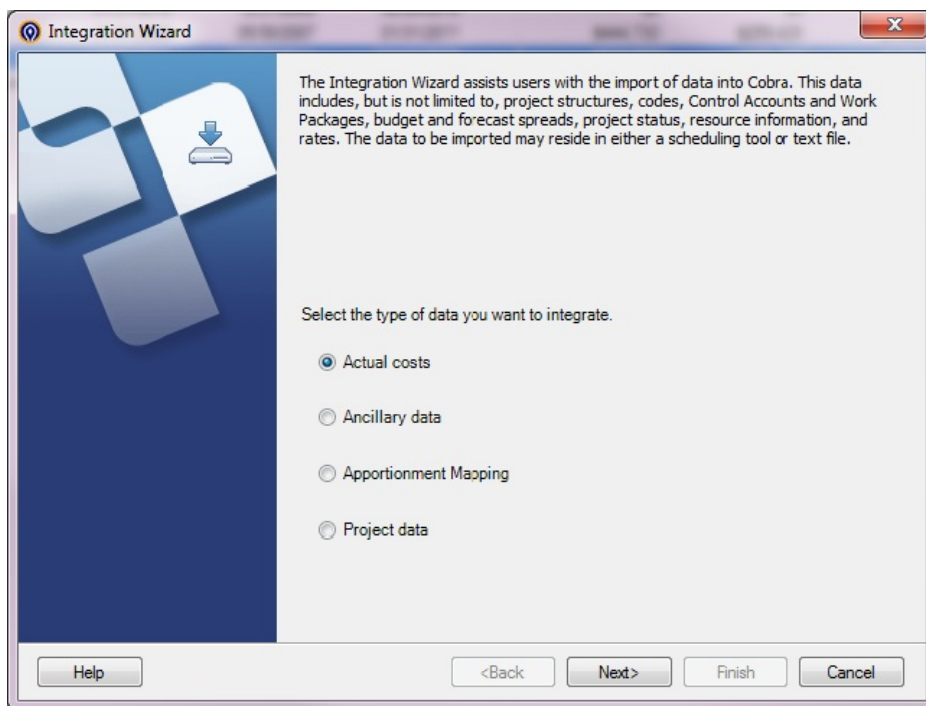 Integration Wizard
The Integration Wizard assists users with the import of data into Cobra. This data
includes, but is not limited to, project structures, codes, Control Accounts and Work
Packages, budget and forecast spreads, project status, resource information, and
rates. The data to be imported may reside in either a scheduling tool or text file.
Select the type of data you want to integrate.
Actual costs
Ancillary data
Apportionment Mapping
Project data
Help <Back Next> Finish Cancel